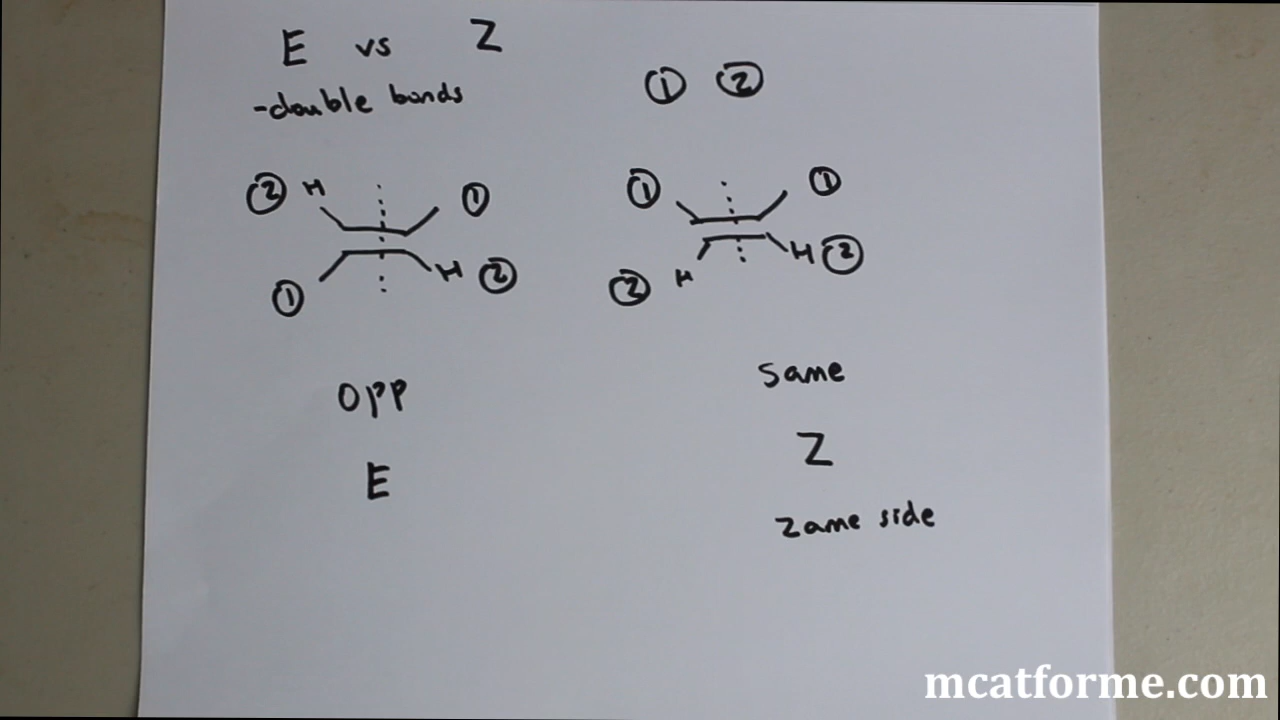 E vs Z
-double bonds
① ②
② H ①
① H ②
① ①
② H H ②
OPP
E
same
Z
zame side
mcatforme.com